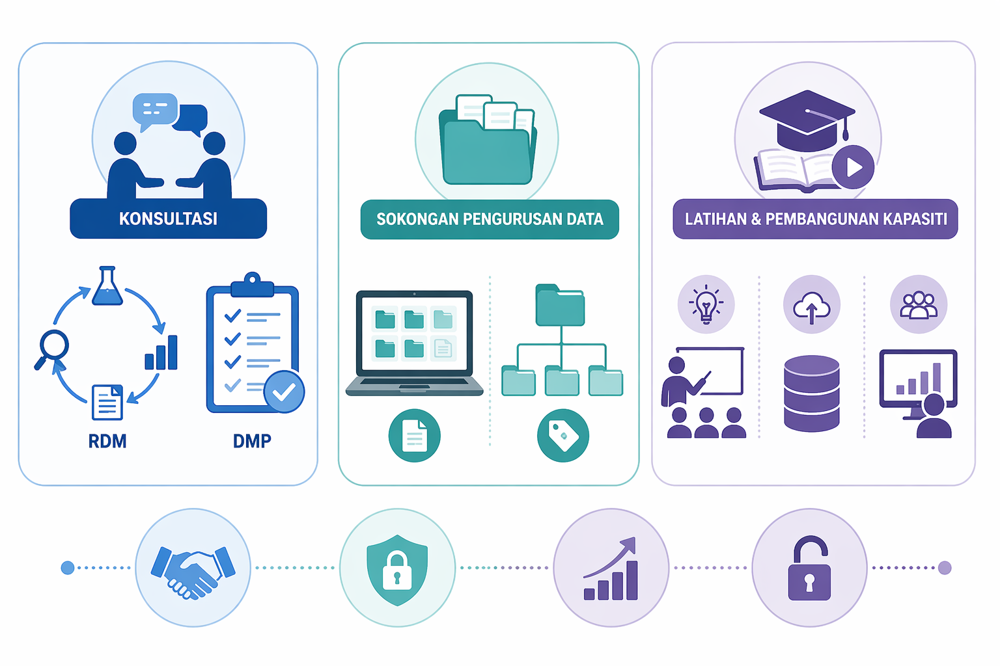 KONSULTASI
SOKONGAN PENGURUSAN DATA
LATIHAN & PEMBANGUNAN KAPASITI
RDM
DMP